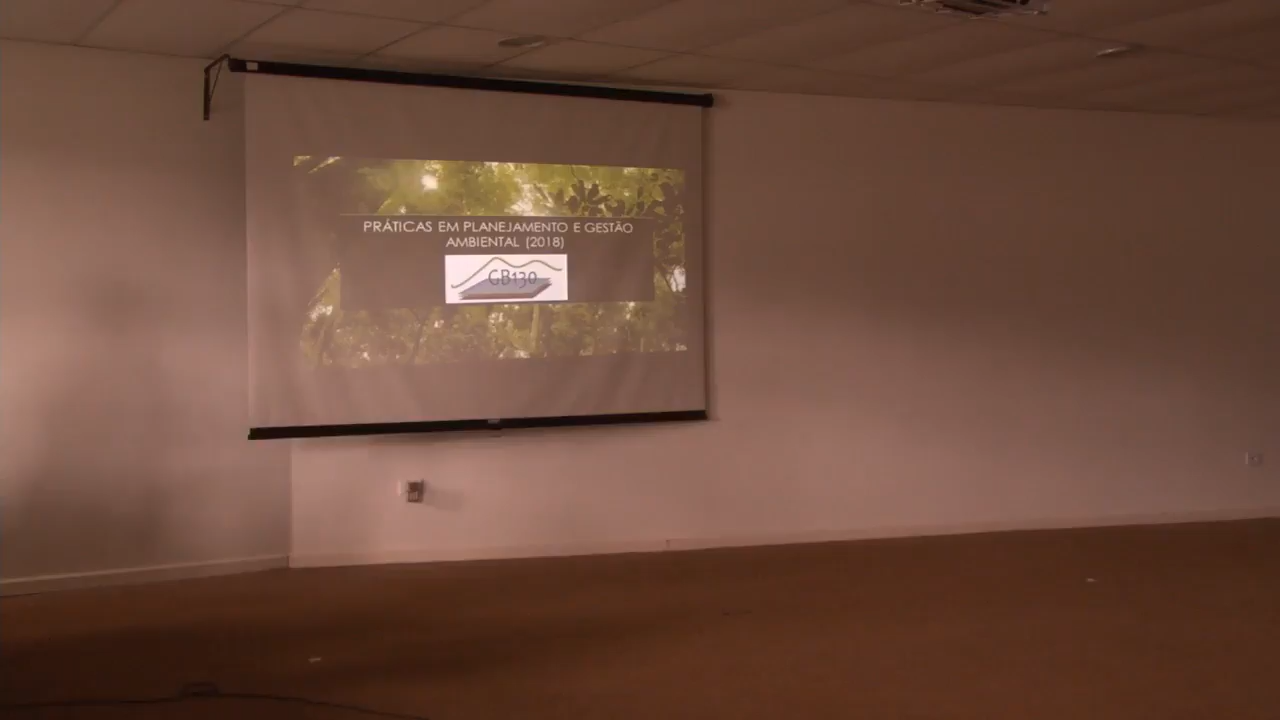 PRÁTICAS EM PLANEJAMENTO E GESTÃO
AMBIENTAL (2018)
GB130